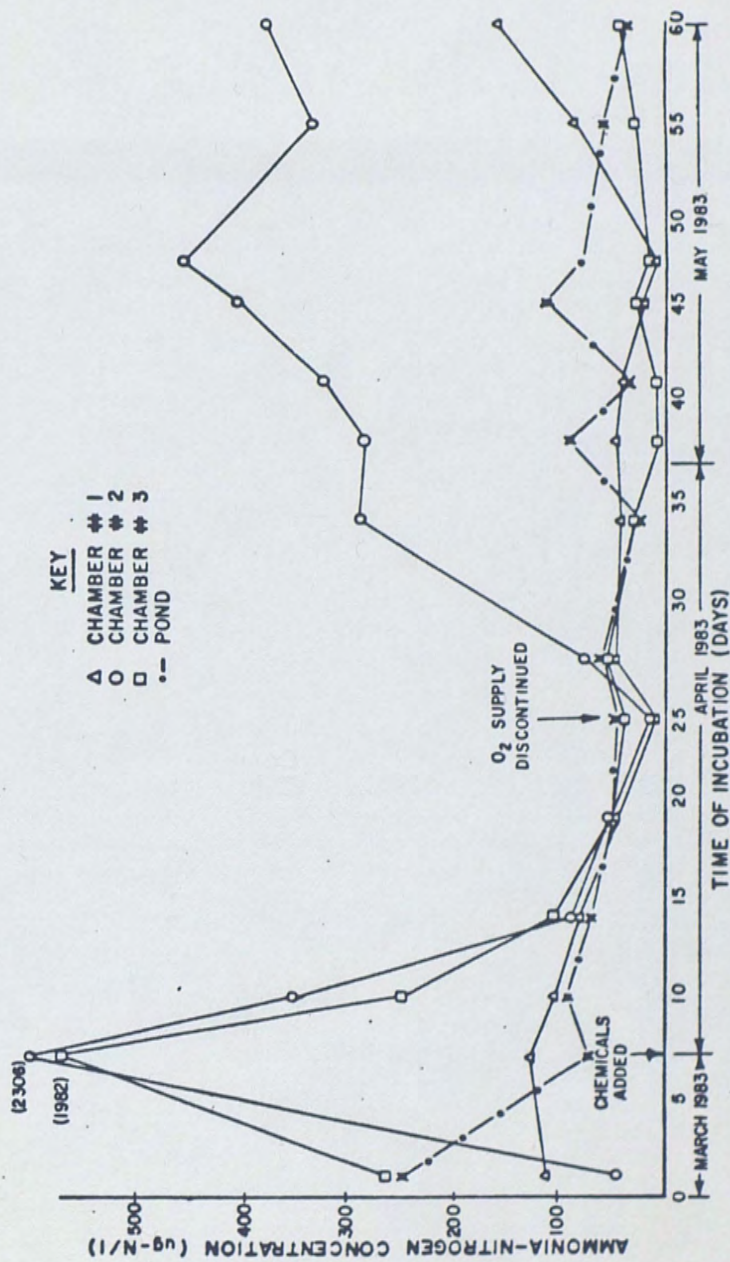 KEY
△ CHAMBER # 1
○ CHAMBER # 2
□ CHAMBER # 3
•— POND
(2306)
(1982)
AMMONIA-NITROGEN CONCENTRATION (ug-N/l)
500
400
300
200
100
O₂ SUPPLY
DISCONTINUED
CHEMICALS
ADDED
0
5
10
15
20
25
30
35
40
45
50
55
60
MARCH 1983
APRIL 1983
MAY 1983
TIME OF INCUBATION (DAYS)